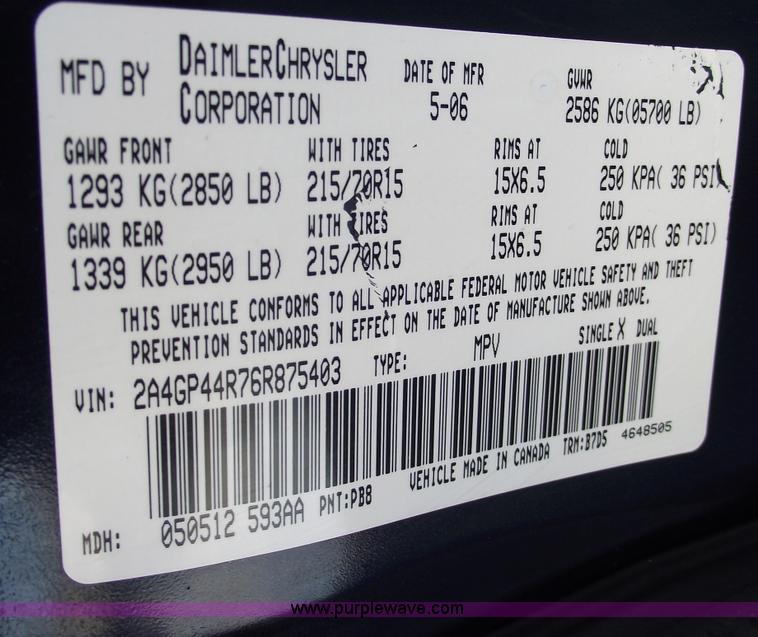 MFD BY DAIMLERCHRYSLER CORPORATION DATE OF MFR 5-06 GVWR 2586 KG(05700 LB)
GAWR FRONT WITH TIRES RIMS AT COLD
1293 KG(2850 LB) 215/70R15 15X6.5 250 KPA( 36 PSI)
GAWR REAR WITH TIRES RIMS AT COLD
1339 KG(2950 LB) 215/70R15 15X6.5 250 KPA( 36 PSI)
THIS VEHICLE CONFORMS TO ALL APPLICABLE FEDERAL MOTOR VEHICLE SAFETY AND THEFT
PREVENTION STANDARDS IN EFFECT ON THE DATE OF MANUFACTURE SHOWN ABOVE.
VIN: 2A4GP44R76R875403 TYPE: MPV SINGLE X DUAL
MDH: 050512 593AA PNT:PB8 VEHICLE MADE IN CANADA TRM:B7D5 4648505
www.purplewave.com